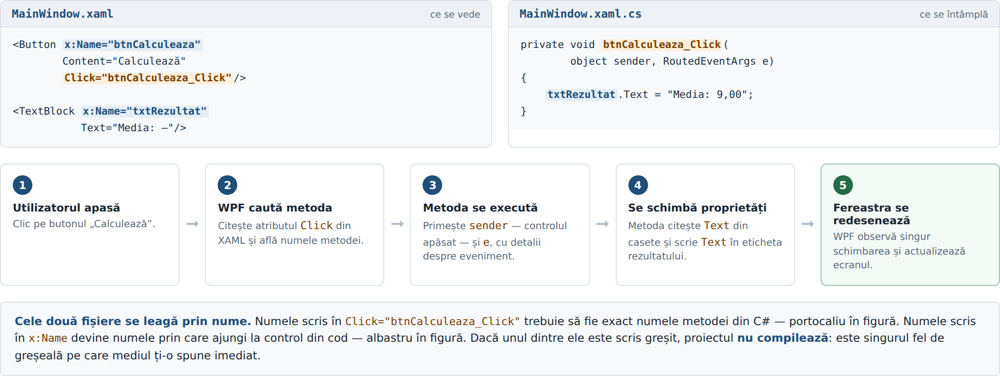 MainWindow.xaml
ce se vede
<Button x:Name="btnCalculeaza"
Content="Calculează"
Click="btnCalculeaza_Click"/>
<TextBlock x:Name="txtRezultat"
Text="Media: —"/>
MainWindow.xaml.cs
ce se întâmplă
private void btnCalculeaza_Click(
object sender, RoutedEventArgs e)
{
txtRezultat.Text = "Media: 9,00";
}
1
Utilizatorul apasă
Clic pe butonul „Calculează”.
→
2
WPF caută metoda
Citește atributul Click din
XAML și află numele metodei.
→
3
Metoda se execută
Primește sender — controlul
apăsat — și e, cu detalii
despre eveniment.
→
4
Se schimbă proprietăți
Metoda citește Text din
casete și scrie Text în eticheta
rezultatului.
→
5
Fereastra se
redesenează
WPF observă singur
schimbarea și actualizează
ecranul.
Cele două fișiere se leagă prin nume. Numele scris în Click="btnCalculeaza_Click" trebuie să fie exact numele metodei din C# — portocaliu în figură. Numele scris
în x:Name devine numele prin care ajungi la control din cod — albastru în figură. Dacă unul dintre ele este scris greșit, proiectul nu compilează: este singurul fel de
greșeală pe care mediul ți-o spune imediat.